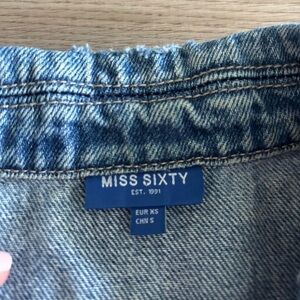 MISS SIXTY
EST. 1991
EUR XS
CHN S